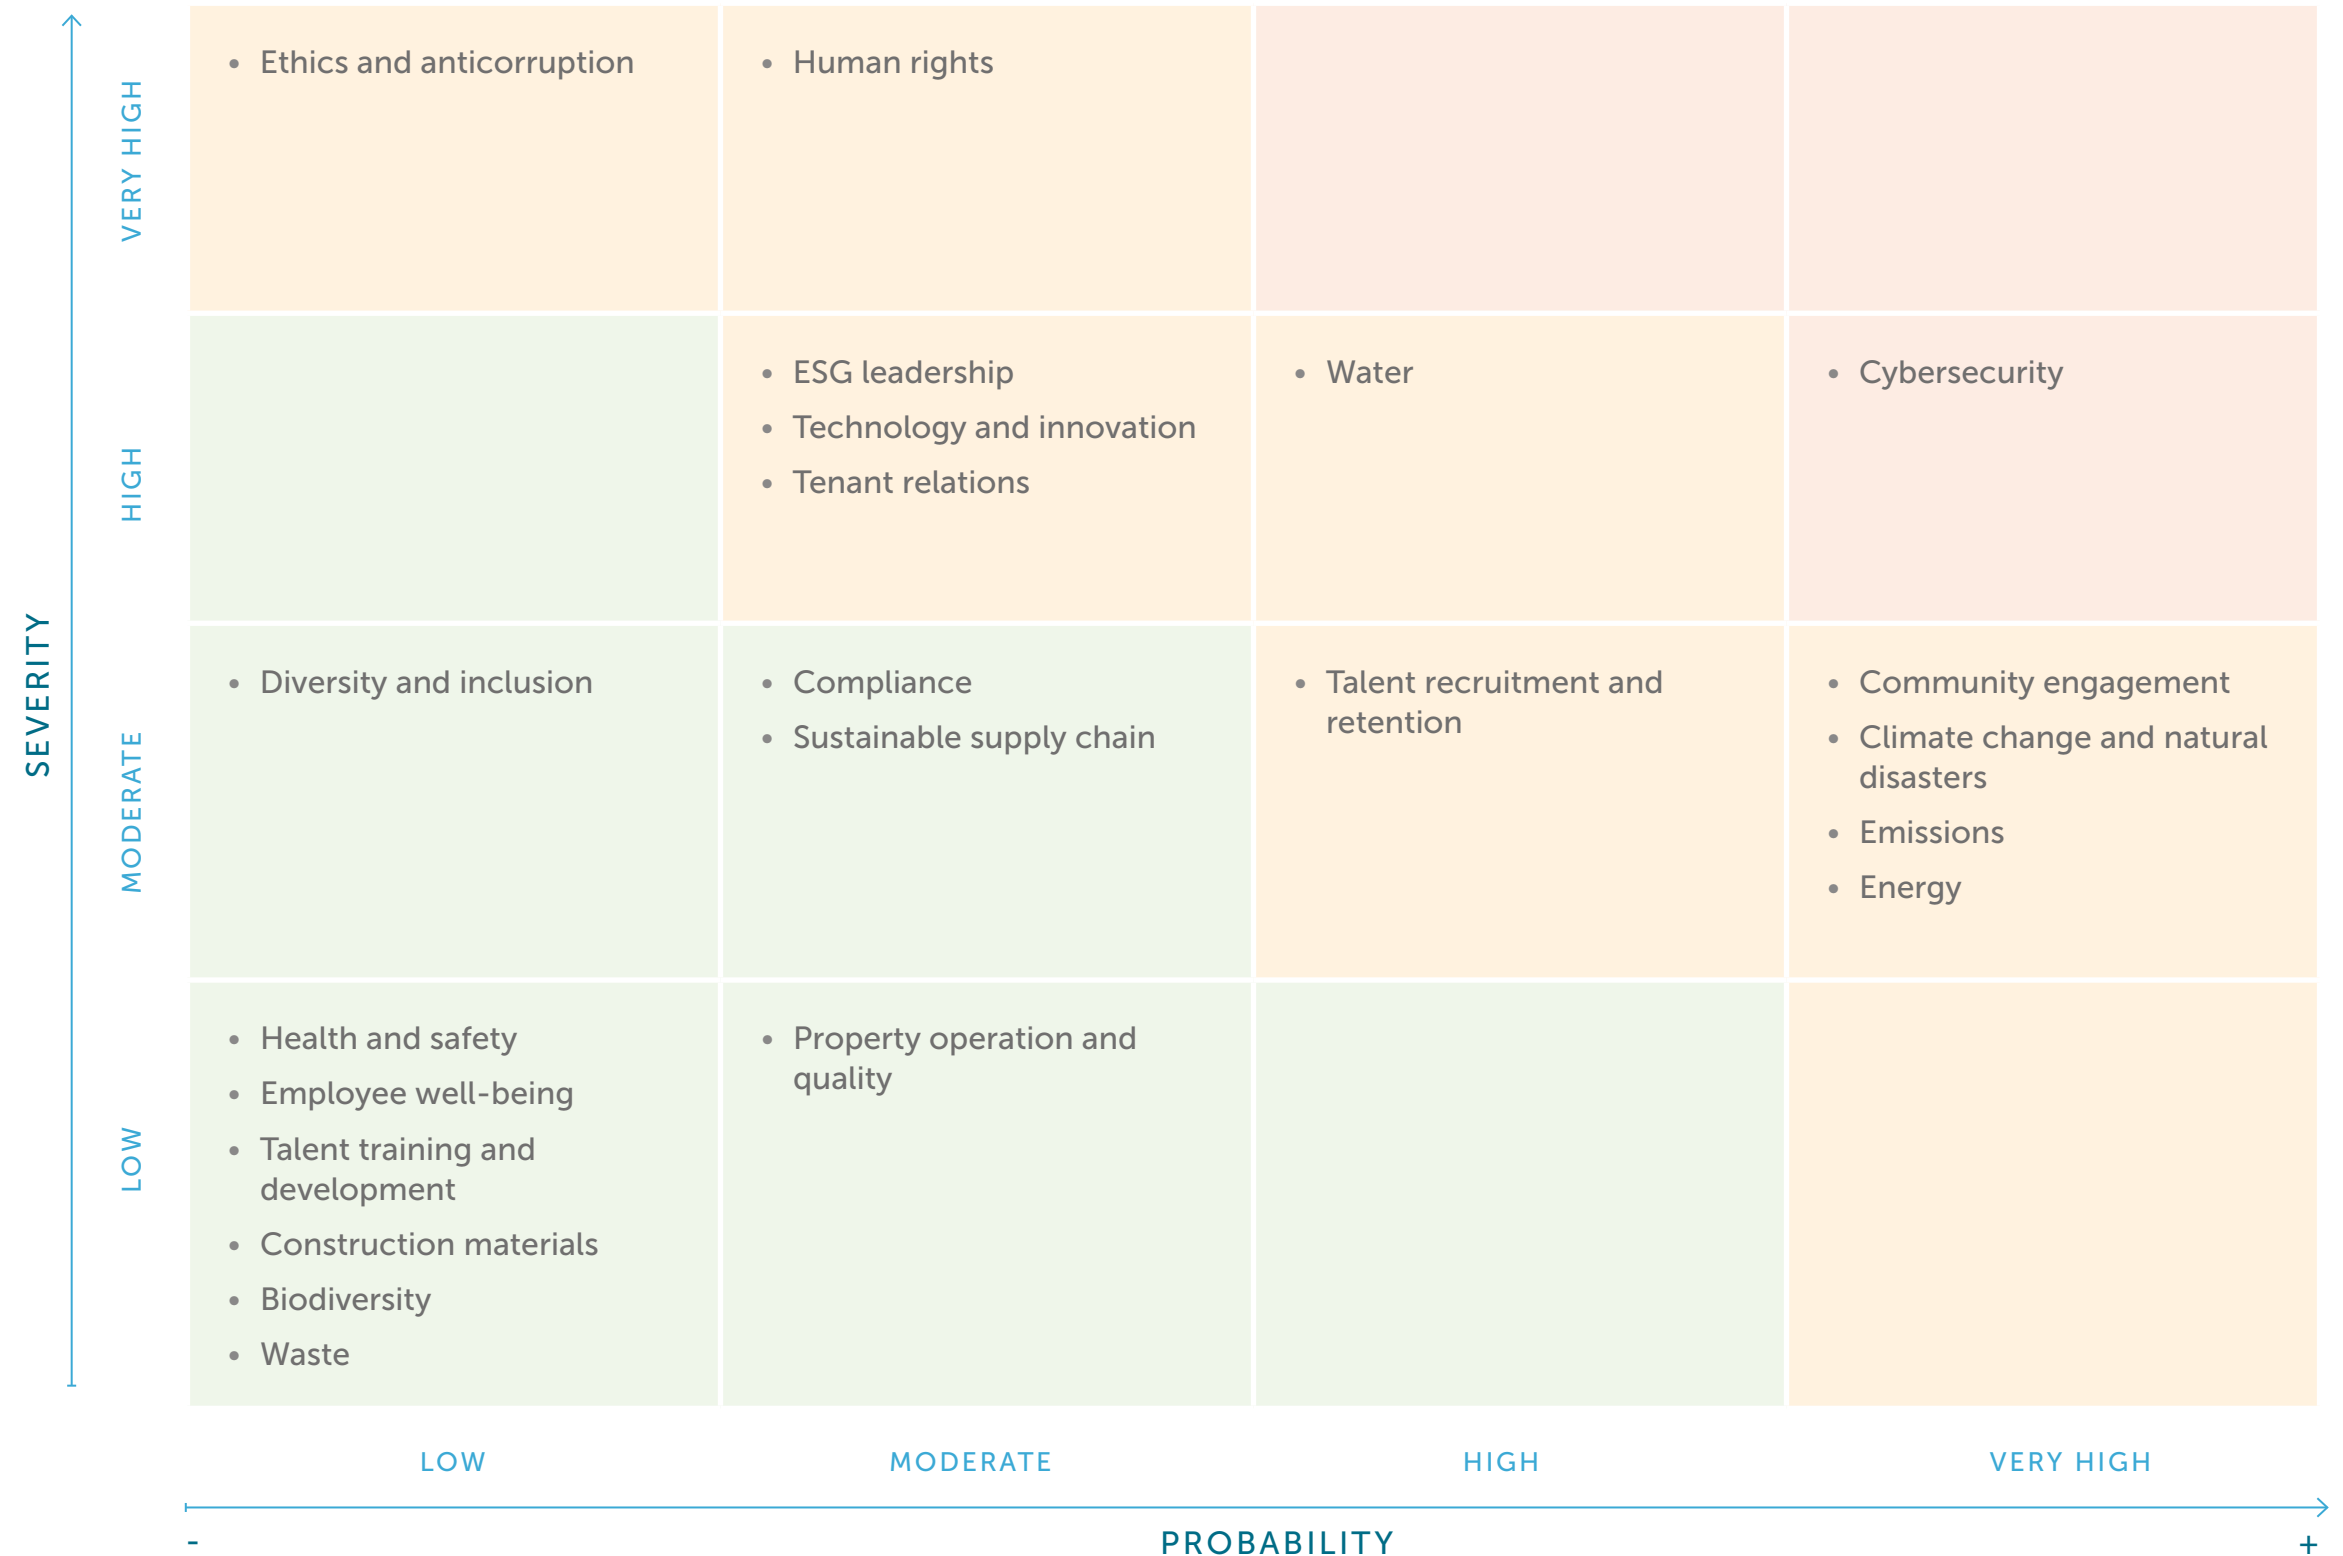 SEVERITY
VERY HIGH
• Ethics and anticorruption
• Human rights
HIGH
• ESG leadership
• Technology and innovation
• Tenant relations
• Water
• Cybersecurity
MODERATE
• Diversity and inclusion
• Compliance
• Sustainable supply chain
• Talent recruitment and
retention
• Community engagement
• Climate change and natural
disasters
• Emissions
• Energy
LOW
• Health and safety
• Employee well-being
• Talent training and
development
• Construction materials
• Biodiversity
• Waste
• Property operation and
quality
LOW
MODERATE
HIGH
VERY HIGH
-
PROBABILITY
+